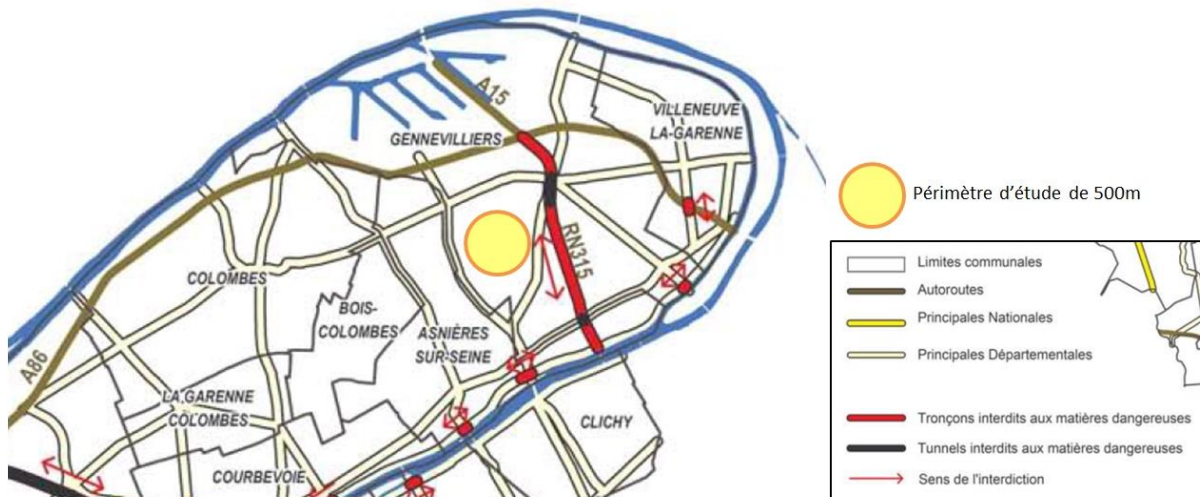 A15
GENNEVILLIERS
VILLENEUVE
LA-GARENNE
RN315
COLOMBES
BOIS-
COLOMBES
ASNIÈRES
SUR-SEINE
A86
LA GARENNE
COLOMBES
CLICHY
COURBEVOIE
Périmètre d'étude de 500m
Limites communales
Autoroutes
Principales Nationales
Principales Départementales
Tronçons interdits aux matières dangereuses
Tunnels interdits aux matières dangereuses
Sens de l'interdiction